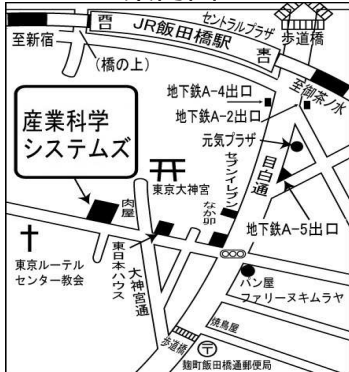 セントラルプラザ
JR飯田橋駅
西口
東口
歩道橋
至新宿
(橋の上)
至御茶ノ水
地下鉄A-4出口
地下鉄A-2出口
元気プラザ
目白通
産業科学
システムズ
東京大神宮
セブンイレブン
なか卯
地下鉄A-5出口
肉屋
東日本ハウス
大神宮通
東京ルーテル
センター教会
パン屋
ファリーヌキムラヤ
焼鳥屋
歩道橋
麹町飯田橋通郵便局